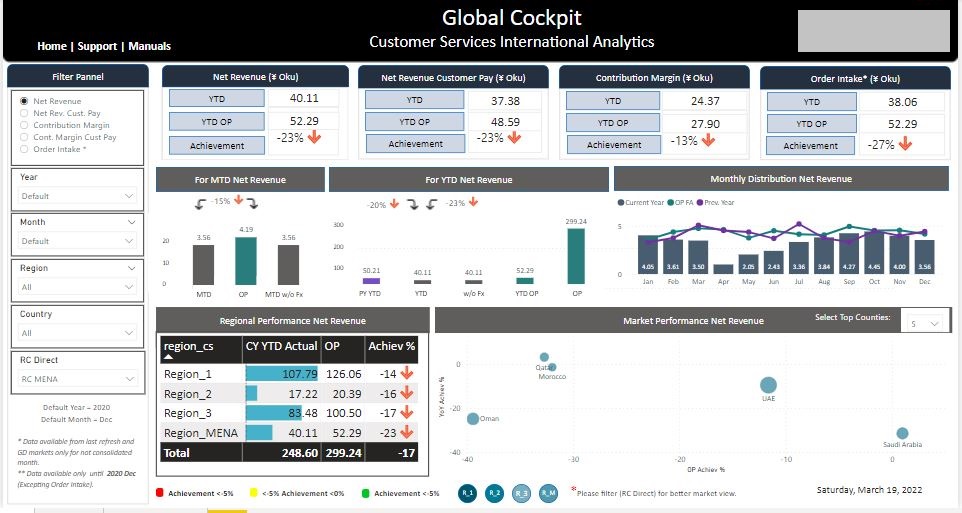 Global Cockpit
Customer Services International Analytics
Home | Support | Manuals
Filter Pannel
Net Revenue
Net Rev. Cust. Pay
Contribution Margin
Cont. Margin Cust Pay
Order Intake *
Year
Default
Month
Default
Region
All
Country
All
RC Direct
RC MENA
Default Year = 2020
Default Month = Dec
* Data available from last refresh and
GD markets only for not consolidated
month.
** Data available only until 2020 Dec
(Excepting Order Intake).
Net Revenue (¥ Oku)
YTD 40.11
YTD OP 52.29
Achievement -23%
Net Revenue Customer Pay (¥ Oku)
YTD 37.38
YTD OP 48.59
Achievement -23%
Contribution Margin (¥ Oku)
YTD 24.37
YTD OP 27.90
Achievement -13%
Order Intake* (¥ Oku)
YTD 38.06
YTD OP 52.29
Achievement -27%
For MTD Net Revenue
-15%
20
10
0
3.56 4.19 3.56
MTD OP MTD w/o Fx
For YTD Net Revenue
-20% -23%
300
200
100
50.21 40.11 40.11 52.29 299.24
PY YTD YTD w/o Fx YTD OP OP
Monthly Distribution Net Revenue
Current Year OP FA Prev. Year
5
0
4.05 3.61 3.50 2.05 2.43 3.36 3.84 4.27 4.45 4.00 3.56
Jan Feb Mar Apr May Jun Jul Aug Sep Oct Nov Dec
Regional Performance Net Revenue
region_cs CY YTD Actual OP Achiev %
Region_1 107.79 126.06 -14
Region_2 17.22 20.39 -16
Region_3 83.48 100.50 -17
Region_MENA 40.11 52.29 -23
Total 248.60 299.24 -17
Market Performance Net Revenue
Select Top Counties:
5
YoY Achiev %
0
-20
-40
Qatar
Morocco
UAE
Oman
Saudi Arabia
-40 -30 -20 -10 0
OP Achiev %
Achievement <-5% <-5% Achievement <0% Achievement <-5%
R_1 R_2 R_3 R_M
*Please filter (RC Direct) for better market view.
Saturday, March 19, 2022